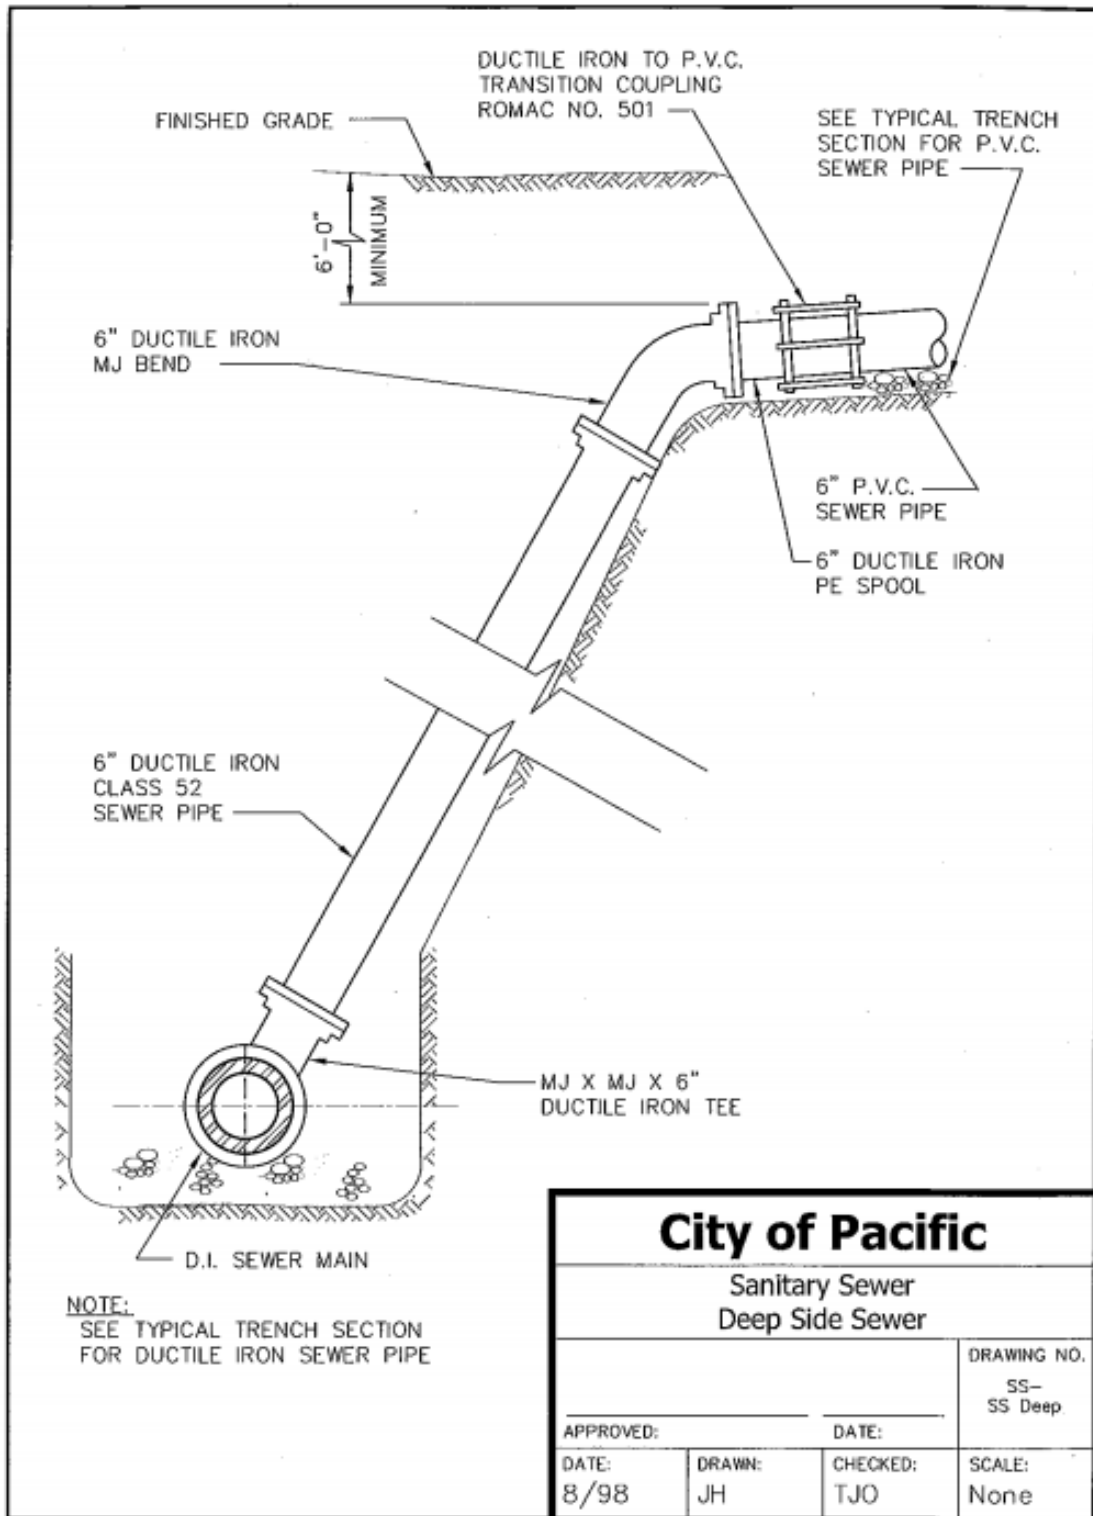 DUCTILE IRON TO P.V.C.
TRANSITION COUPLING
ROMAC NO. 501
FINISHED GRADE
SEE TYPICAL TRENCH
SECTION FOR P.V.C.
SEWER PIPE
6'-0"
MINIMUM
6" DUCTILE IRON
MJ BEND
6" P.V.C.
SEWER PIPE
6" DUCTILE IRON
PE SPOOL
6" DUCTILE IRON
CLASS 52
SEWER PIPE
MJ X MJ X 6"
DUCTILE IRON TEE
D.I. SEWER MAIN
NOTE:
SEE TYPICAL TRENCH SECTION
FOR DUCTILE IRON SEWER PIPE
City of Pacific
Sanitary Sewer
Deep Side Sewer
DRAWING NO.
SS-
SS Deep
APPROVED:
DATE:
DATE:
8/98
DRAWN:
JH
CHECKED:
TJO
SCALE:
None